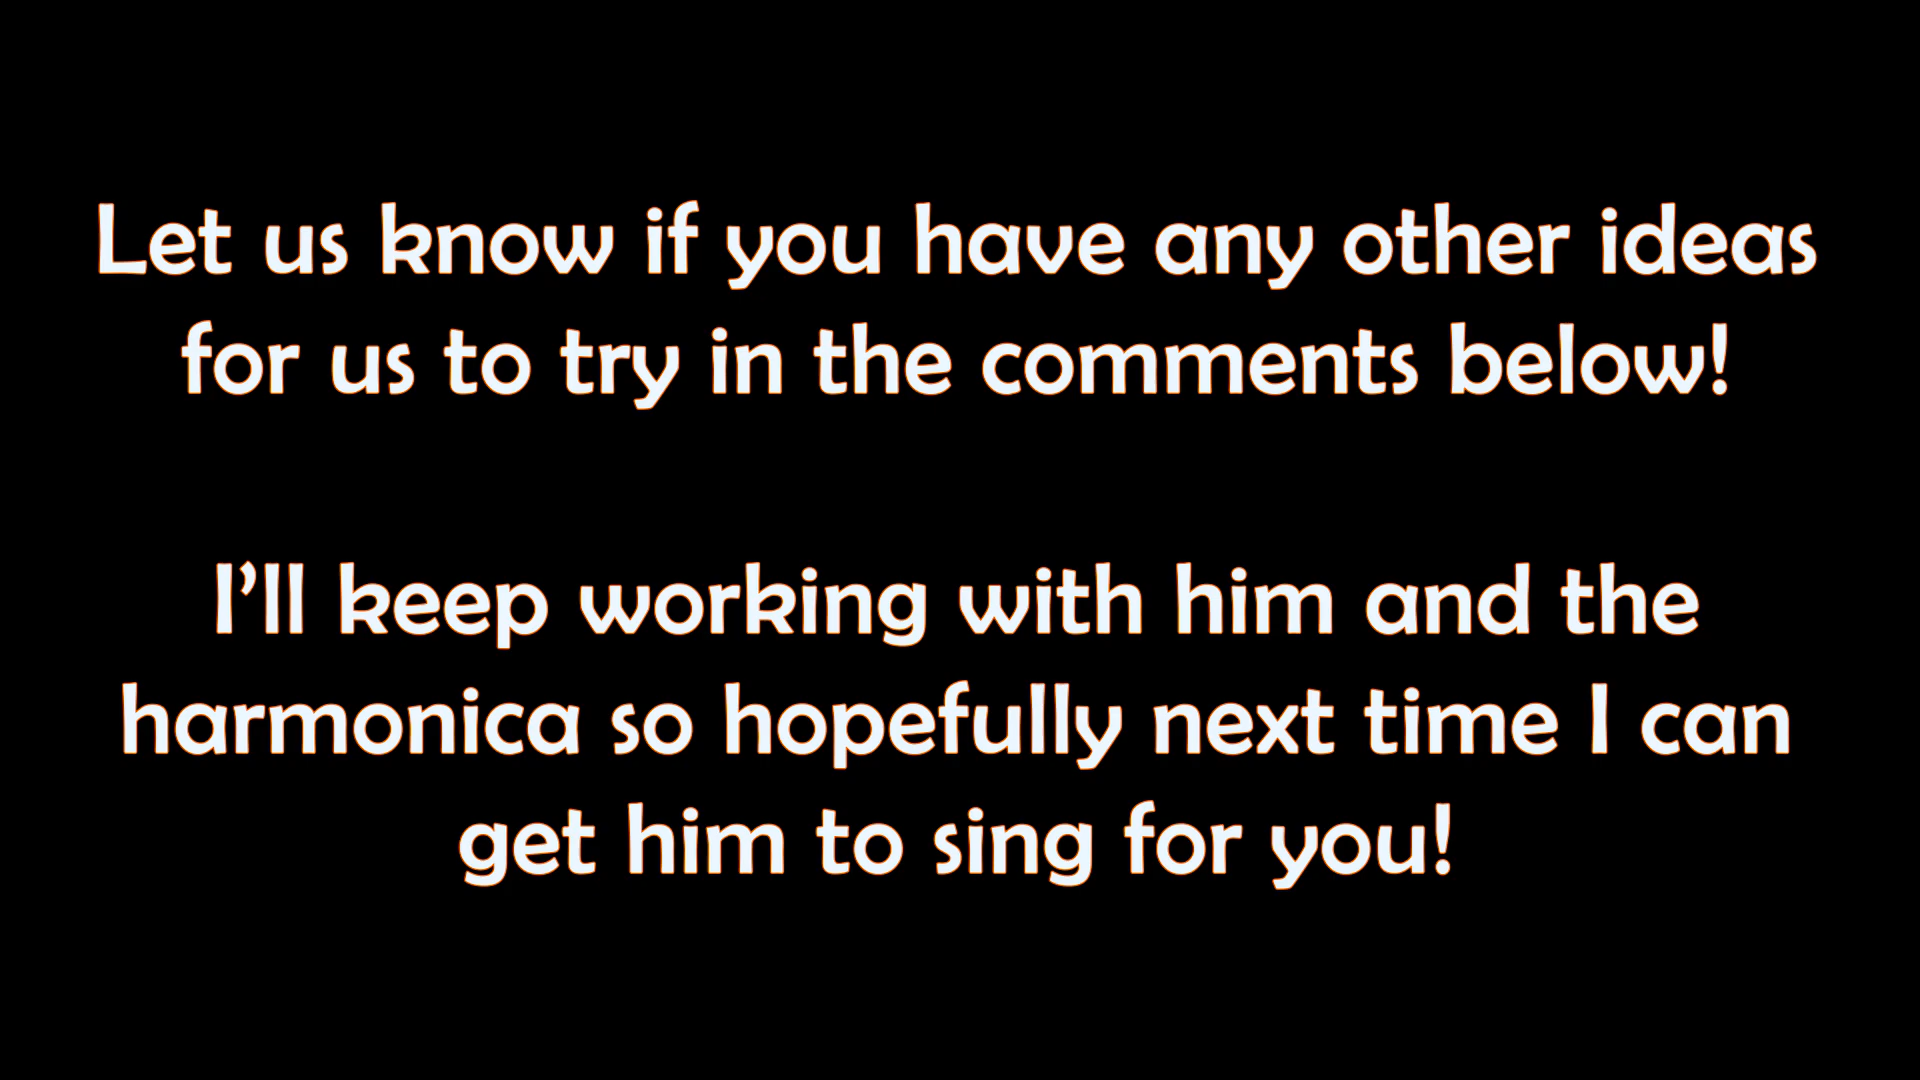 Let us know if you have any other ideas
for us to try in the comments below!
I’ll keep working with him and the
harmonica so hopefully next time I can
get him to sing for you!